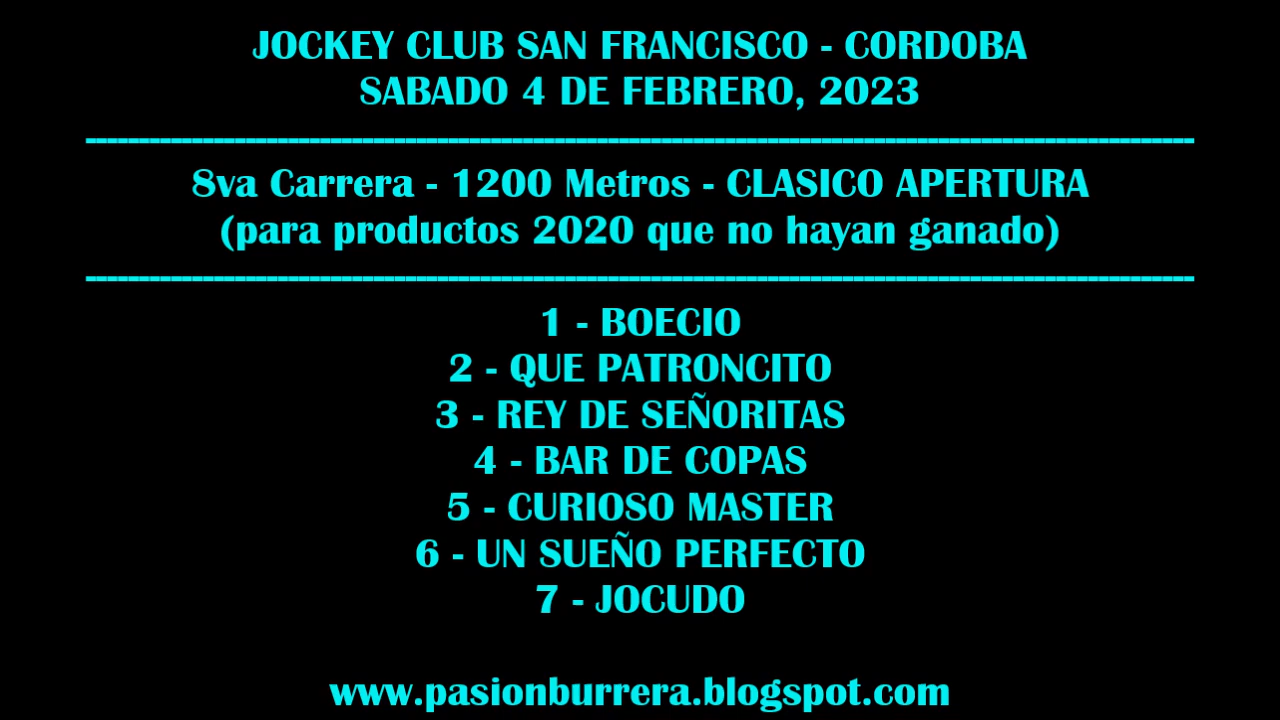 JOCKEY CLUB SAN FRANCISCO - CORDOBA
SABADO 4 DE FEBRERO, 2023
--------------------------------------------------------------------------------
8va Carrera - 1200 Metros - CLASICO APERTURA
(para productos 2020 que no hayan ganado)
--------------------------------------------------------------------------------
1 - BOECIO
2 - QUE PATRONCITO
3 - REY DE SEÑORITAS
4 - BAR DE COPAS
5 - CURIOSO MASTER
6 - UN SUEÑO PERFECTO
7 - JOCUDO
www.pasionburrera.blogspot.com